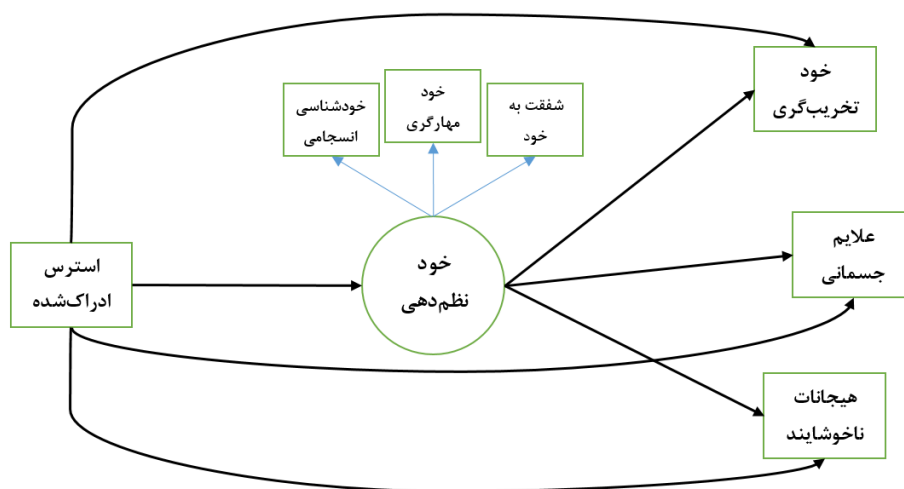 خود
تخریب‌گری
شفقت به
خود
خود
مهارگری
خودشناسی
انسجامی
علایم
جسمانی
خود
نظم‌دهی
استرس
ادراک‌شده
هیجانات
ناخوشایند